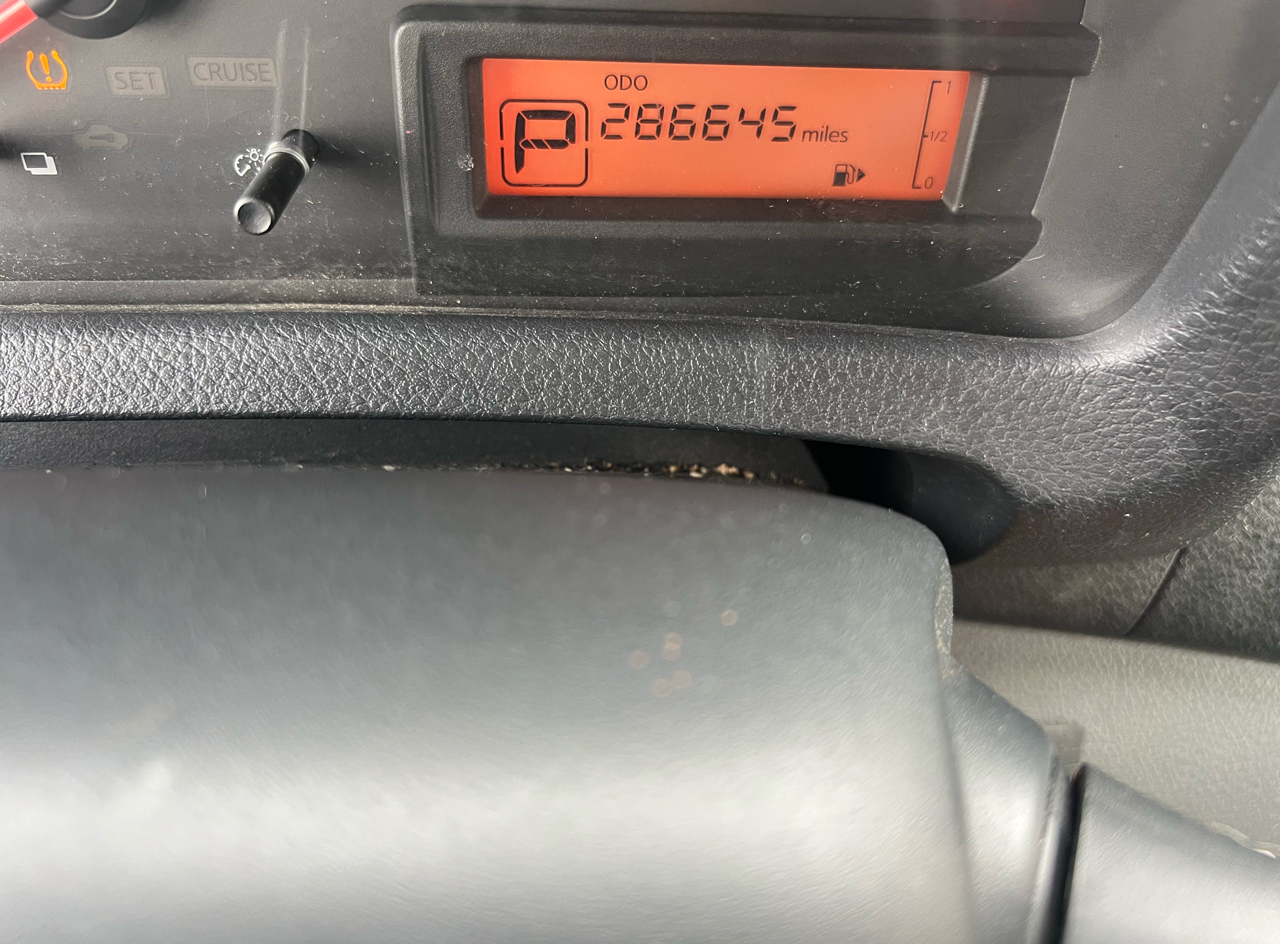 ODO
286645 miles
P
1
1/2
0
SET CRUISE